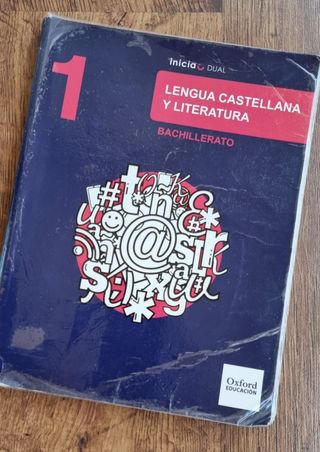 1
inicia DUAL
LENGUA CASTELLANA
Y LITERATURA
BACHILLERATO
@
Oxford
EDUCACIÓN